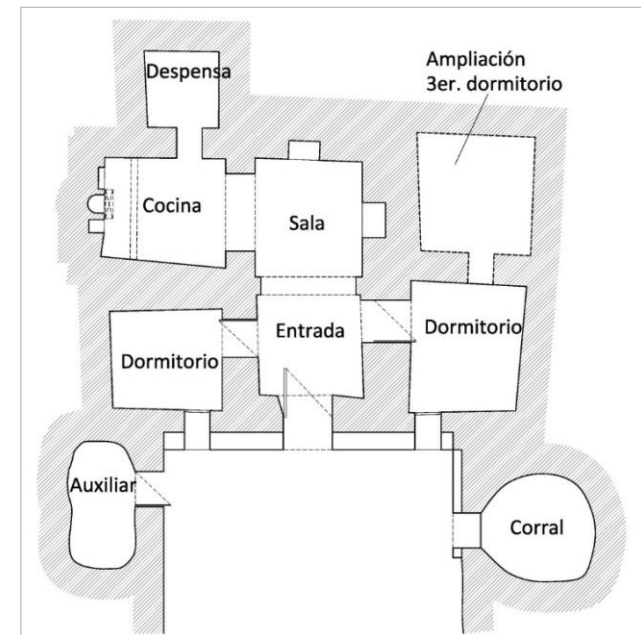 Despensa
Ampliación
3er. dormitorio
Cocina
Sala
Entrada
Dormitorio
Dormitorio
Auxiliar
Corral